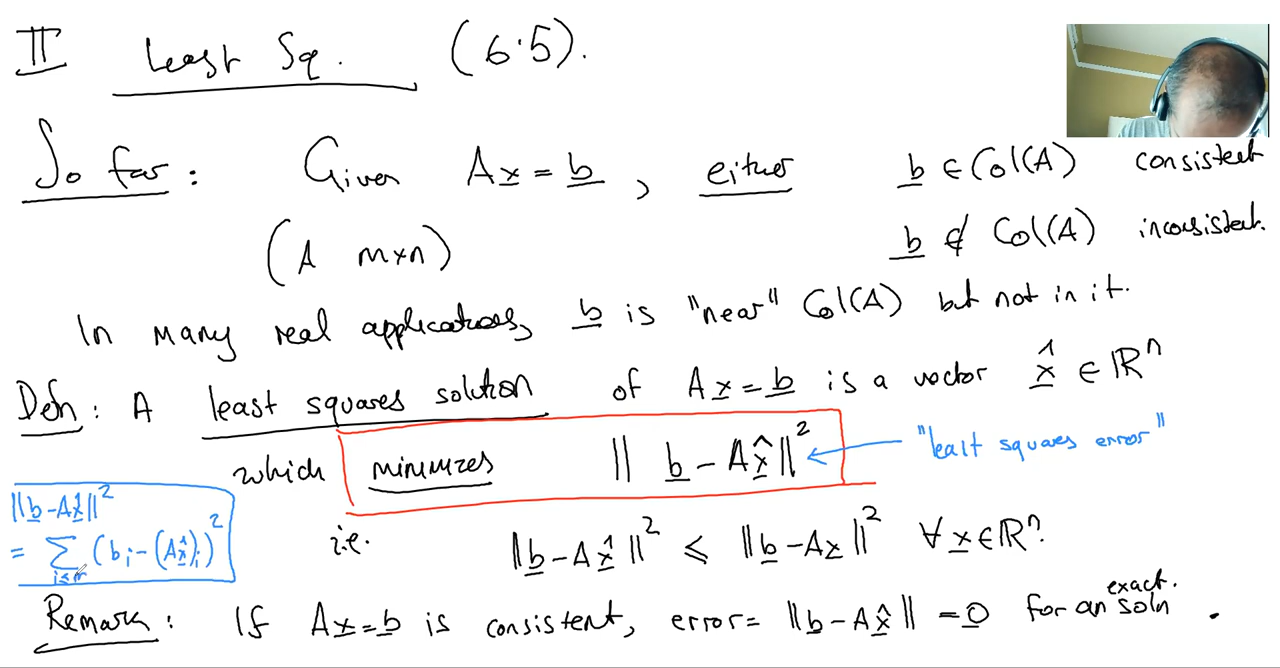 II Least Sq. (6.5).
So far: Given Ax = b, either b ∈ Col(A) consistent
(A m×n) b ∉ Col(A) inconsistent.
In many real applications, b is "near" Col(A) but not in it.
Defn: A least squares solution of Ax = b is a vector x̂ ∈ ℝⁿ
which minimizes ‖b - Ax̂‖² ← "least squares error"
‖b - Ax̂‖²
= Σ (bᵢ - (Ax̂)ᵢ)²
i.e. ‖b - Ax̂‖² ≤ ‖b - Ax‖² ∀ x ∈ ℝⁿ
Remark: If Ax = b is consistent, error = ‖b - Ax̂‖ = 0 for an exact. soln.